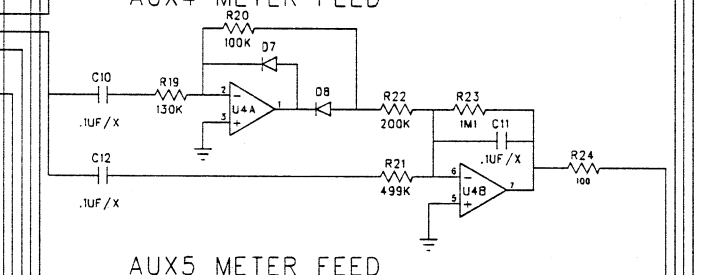 AUX4 METER FEED
R20
100K
D7
C10
R19
2
D8
R22
R23
U4A
1
.1UF/X
130K
3
200K
1M1
C11
C12
R21
.1UF/X
R24
6
.1UF/X
499K
U4B
7
100
5
AUX5 METER FEED